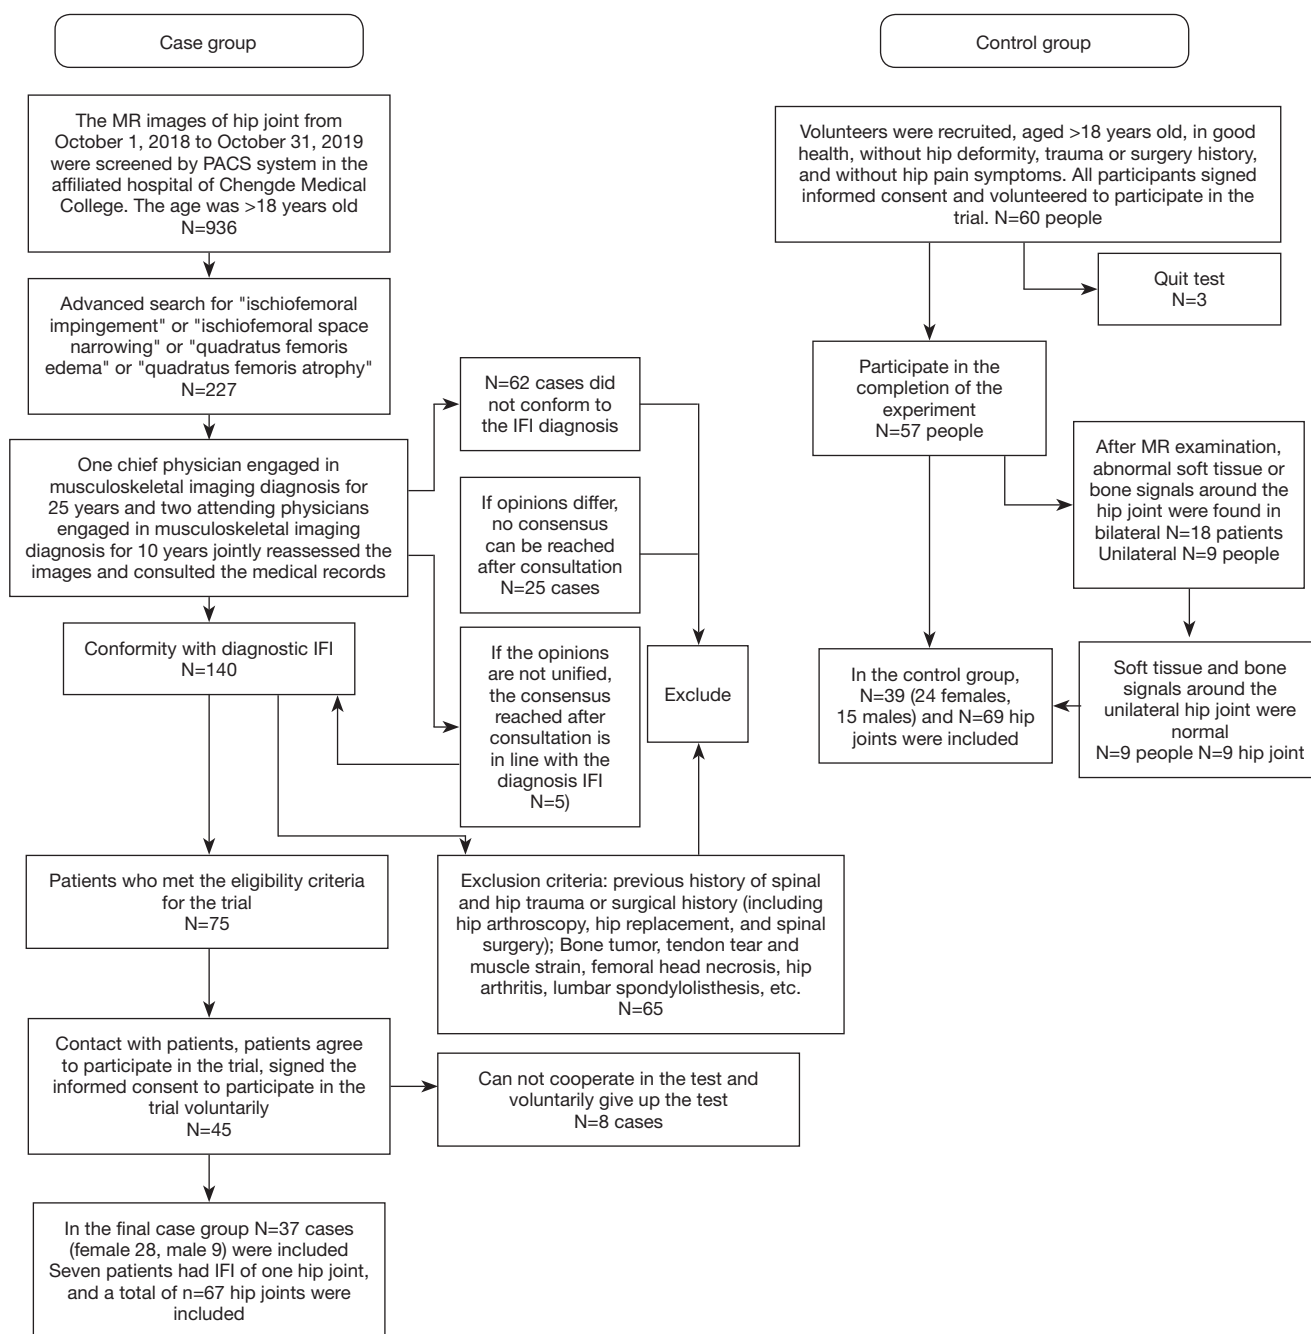 Case group
The MR images of hip joint from
October 1, 2018 to October 31, 2019
were screened by PACS system in the
affiliated hospital of Chengde Medical
College. The age was >18 years old
N=936
Advanced search for "ischiofemoral
impingement" or "ischiofemoral space
narrowing" or "quadratus femoris
edema" or "quadratus femoris atrophy"
N=227
One chief physician engaged in
musculoskeletal imaging diagnosis for
25 years and two attending physicians
engaged in musculoskeletal imaging
diagnosis for 10 years jointly reassessed the
images and consulted the medical records
N=62 cases did
not conform to
the IFI diagnosis
If opinions differ,
no consensus
can be reached
after consultation
N=25 cases
If the opinions
are not unified,
the consensus
reached after
consultation is
in line with the
diagnosis IFI
N=5)
Exclude
Conformity with diagnostic IFI
N=140
Patients who met the eligibility criteria
for the trial
N=75
Exclusion criteria: previous history of spinal
and hip trauma or surgical history (including
hip arthroscopy, hip replacement, and spinal
surgery); Bone tumor, tendon tear and
muscle strain, femoral head necrosis, hip
arthritis, lumbar spondylolisthesis, etc.
N=65
Contact with patients, patients agree
to participate in the trial, signed the
informed consent to participate in the
trial voluntarily
N=45
Can not cooperate in the test and
voluntarily give up the test
N=8 cases
In the final case group N=37 cases
(female 28, male 9) were included
Seven patients had IFI of one hip joint,
and a total of n=67 hip joints were
included
Control group
Volunteers were recruited, aged >18 years old, in good
health, without hip deformity, trauma or surgery history,
and without hip pain symptoms. All participants signed
informed consent and volunteered to participate in the
trial. N=60 people
Quit test
N=3
Participate in the
completion of the
experiment
N=57 people
After MR examination,
abnormal soft tissue or
bone signals around the
hip joint were found in
bilateral N=18 patients
Unilateral N=9 people
Soft tissue and bone
signals around the
unilateral hip joint were
normal
N=9 people N=9 hip joint
In the control group,
N=39 (24 females,
15 males) and N=69 hip
joints were included